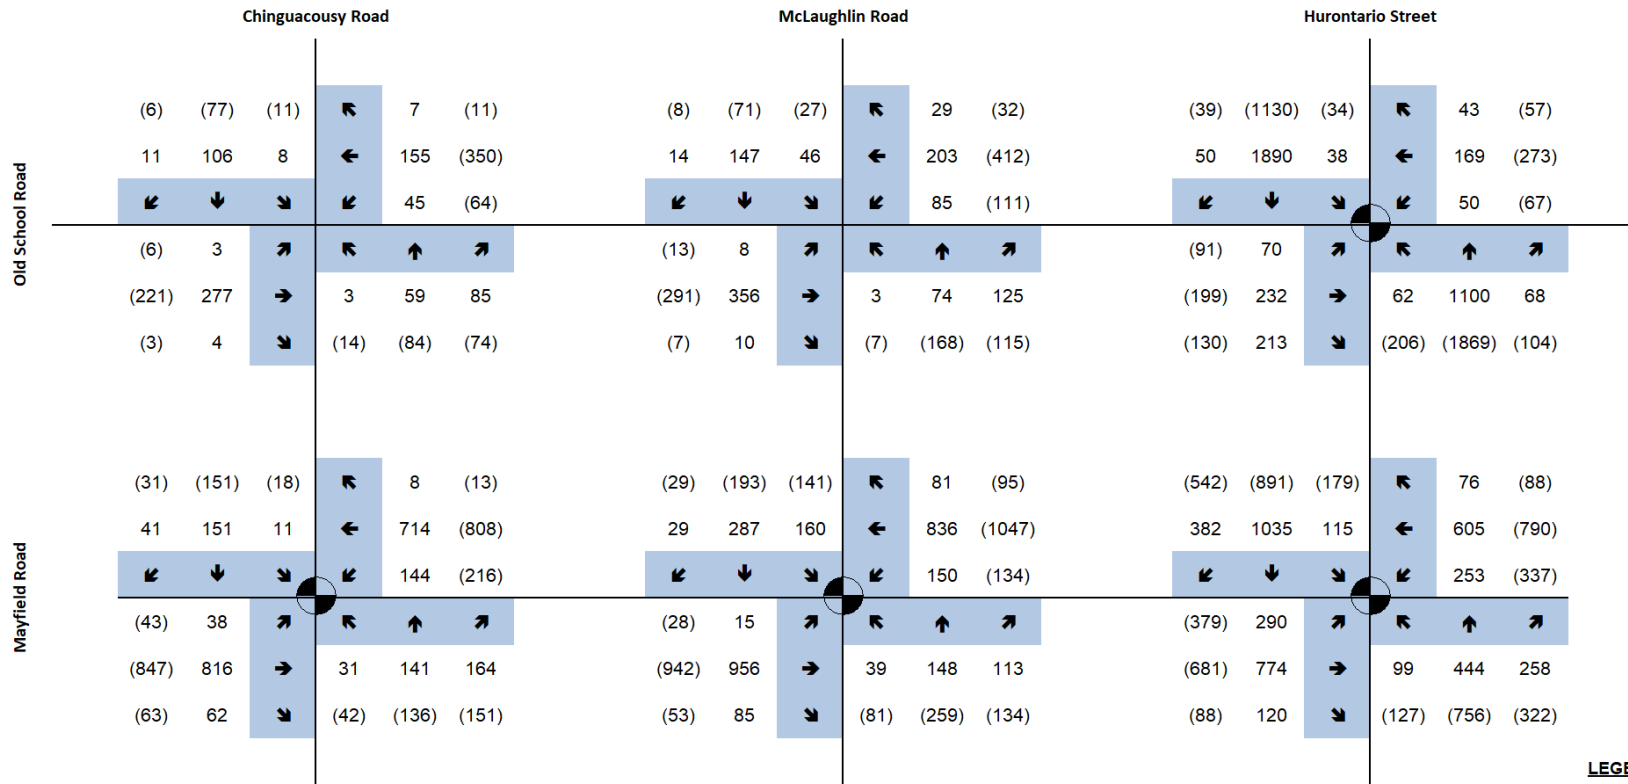 Chinguacousy Road McLaughlin Road Hurontario Street
Old School Road
(6) (77) (11) 7 (11) (8) (71) (27) 29 (32) (39) (1130) (34) 43 (57)
11 106 8 155 (350) 14 147 46 203 (412) 50 1890 38 169 (273)
45 (64) 85 (111) 50 (67)
(6) 3 (13) 8 (91) 70
(221) 277 3 59 85 (291) 356 3 74 125 (199) 232 62 1100 68
(3) 4 (14) (84) (74) (7) 10 (7) (168) (115) (130) 213 (206) (1869) (104)
Mayfield Road
(31) (151) (18) 8 (13) (29) (193) (141) 81 (95) (542) (891) (179) 76 (88)
41 151 11 714 (808) 29 287 160 836 (1047) 382 1035 115 605 (790)
144 (216) 150 (134) 253 (337)
(43) 38 (28) 15 (379) 290
(847) 816 31 141 164 (942) 956 39 148 113 (681) 774 99 444 258
(63) 62 (42) (136) (151) (53) 85 (81) (259) (134) (88) 120 (127) (756) (322)
LEGE